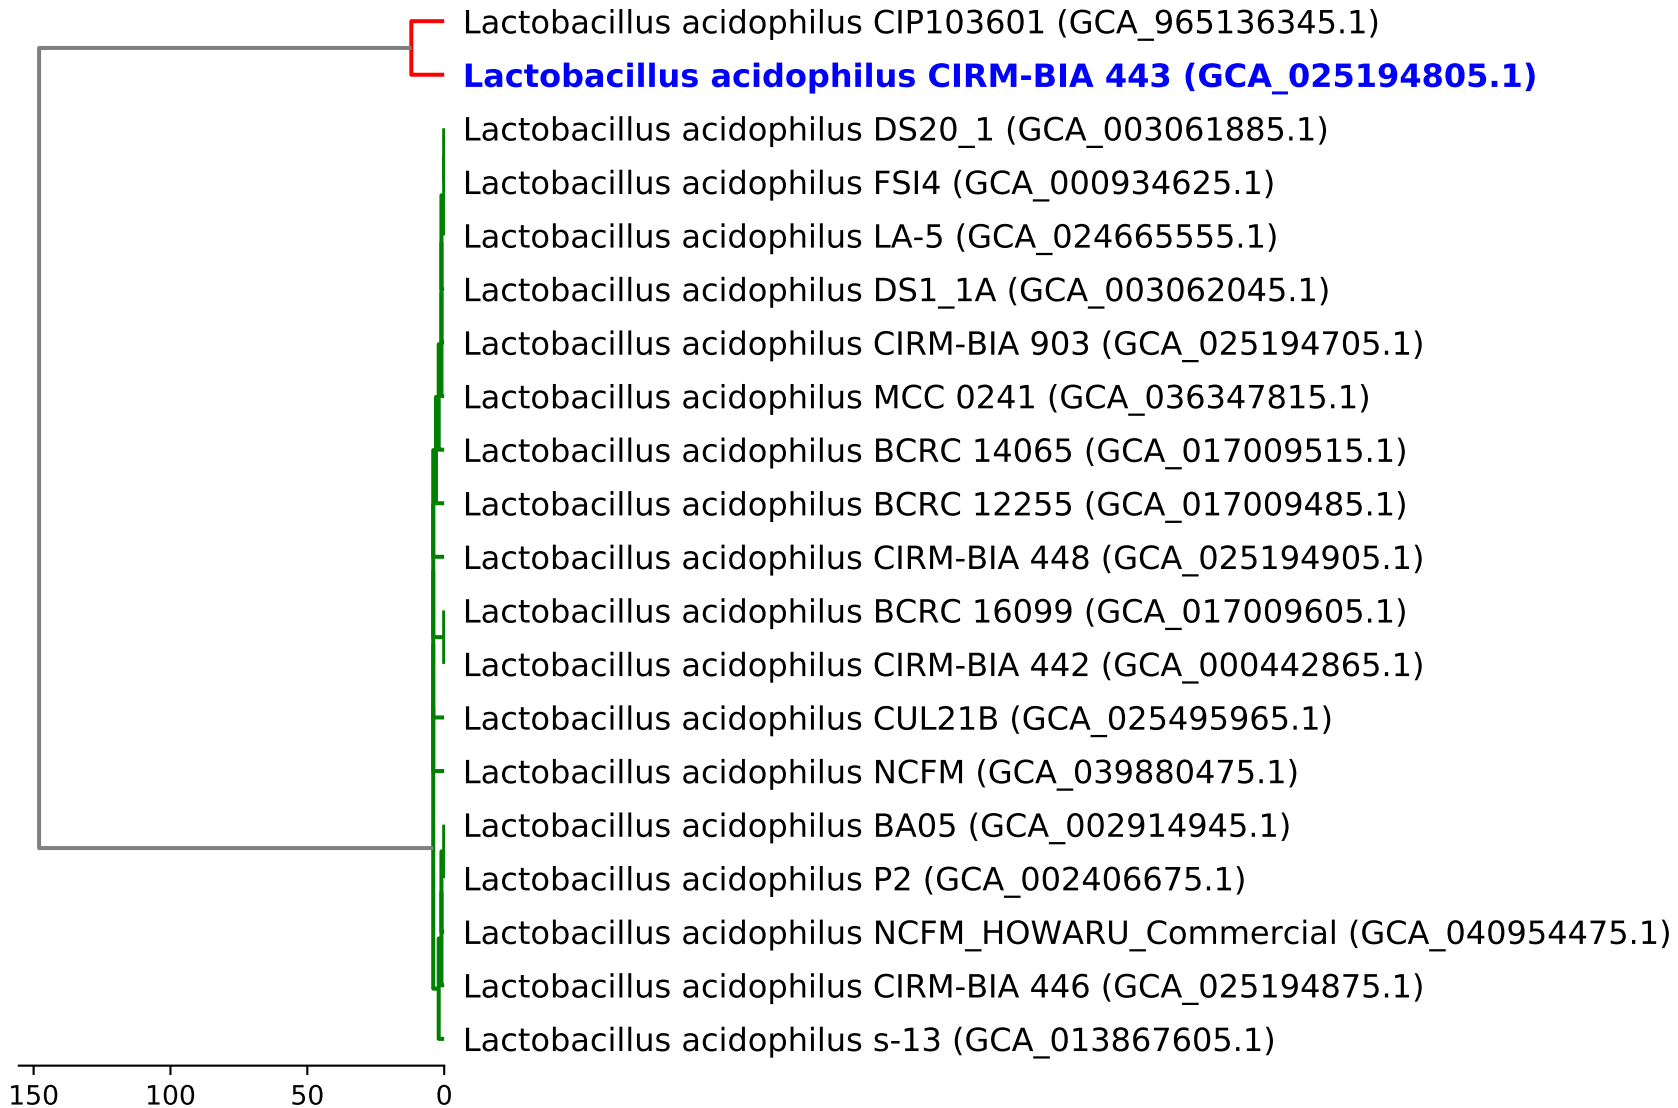 Lactobacillus acidophilus CIP103601 (GCA_965136345.1)
Lactobacillus acidophilus CIRM-BIA 443 (GCA_025194805.1)
Lactobacillus acidophilus DS20_1 (GCA_003061885.1)
Lactobacillus acidophilus FSI4 (GCA_000934625.1)
Lactobacillus acidophilus LA-5 (GCA_024665555.1)
Lactobacillus acidophilus DS1_1A (GCA_003062045.1)
Lactobacillus acidophilus CIRM-BIA 903 (GCA_025194705.1)
Lactobacillus acidophilus MCC 0241 (GCA_036347815.1)
Lactobacillus acidophilus BCRC 14065 (GCA_017009515.1)
Lactobacillus acidophilus BCRC 12255 (GCA_017009485.1)
Lactobacillus acidophilus CIRM-BIA 448 (GCA_025194905.1)
Lactobacillus acidophilus BCRC 16099 (GCA_017009605.1)
Lactobacillus acidophilus CIRM-BIA 442 (GCA_000442865.1)
Lactobacillus acidophilus CUL21B (GCA_025495965.1)
Lactobacillus acidophilus NCFM (GCA_039880475.1)
Lactobacillus acidophilus BA05 (GCA_002914945.1)
Lactobacillus acidophilus P2 (GCA_002406675.1)
Lactobacillus acidophilus NCFM_HOWARU_Commercial (GCA_040954475.1)
Lactobacillus acidophilus CIRM-BIA 446 (GCA_025194875.1)
Lactobacillus acidophilus s-13 (GCA_013867605.1)
150 100 50 0